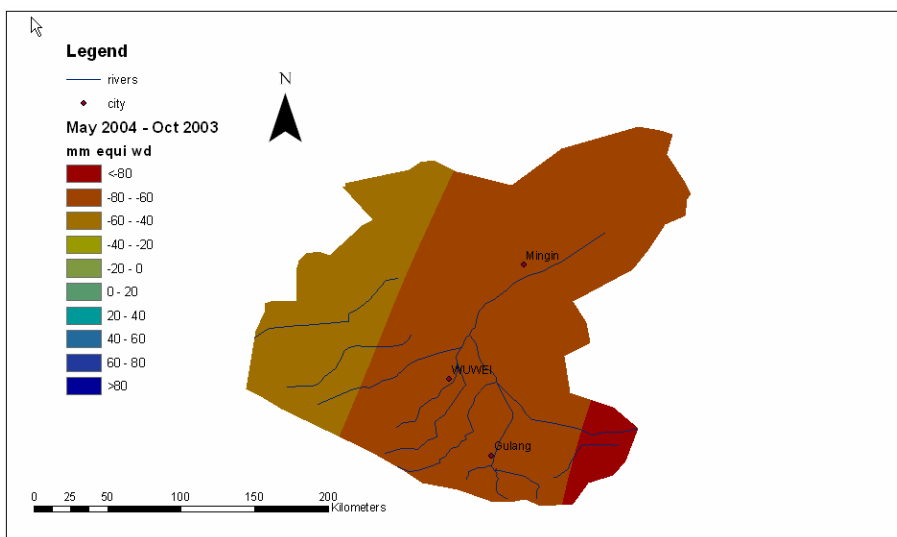 Legend
rivers
city
May 2004 - Oct 2003
mm equi wd
<-80
-80 - -60
-60 - -40
-40 - -20
-20 - 0
0 - 20
20 - 40
40 - 60
60 - 80
>80
N
Mingin
WUWEI
Gulang
0 25 50 100 150 200
Kilometers